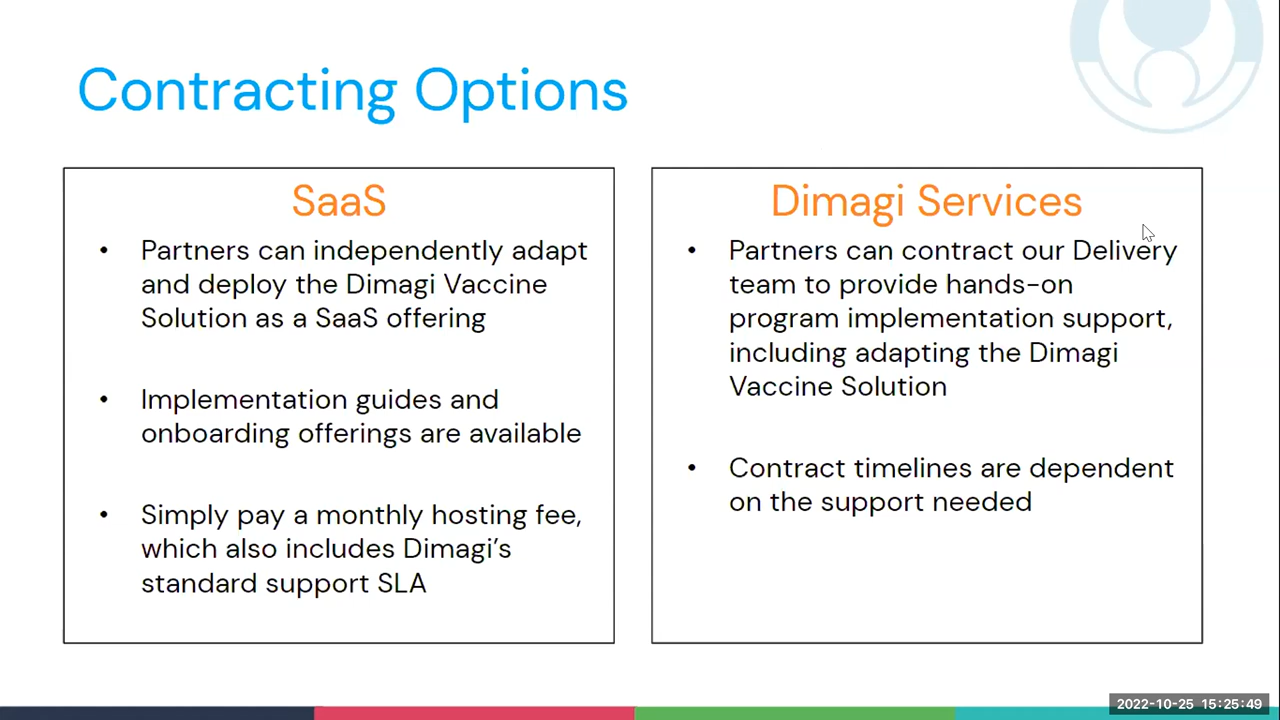 Contracting Options
SaaS
• Partners can independently adapt
and deploy the Dimagi Vaccine
Solution as a SaaS offering
• Implementation guides and
onboarding offerings are available
• Simply pay a monthly hosting fee,
which also includes Dimagi’s
standard support SLA
Dimagi Services
• Partners can contract our Delivery
team to provide hands-on
program implementation support,
including adapting the Dimagi
Vaccine Solution
• Contract timelines are dependent
on the support needed
2022-10-25 15:25:49